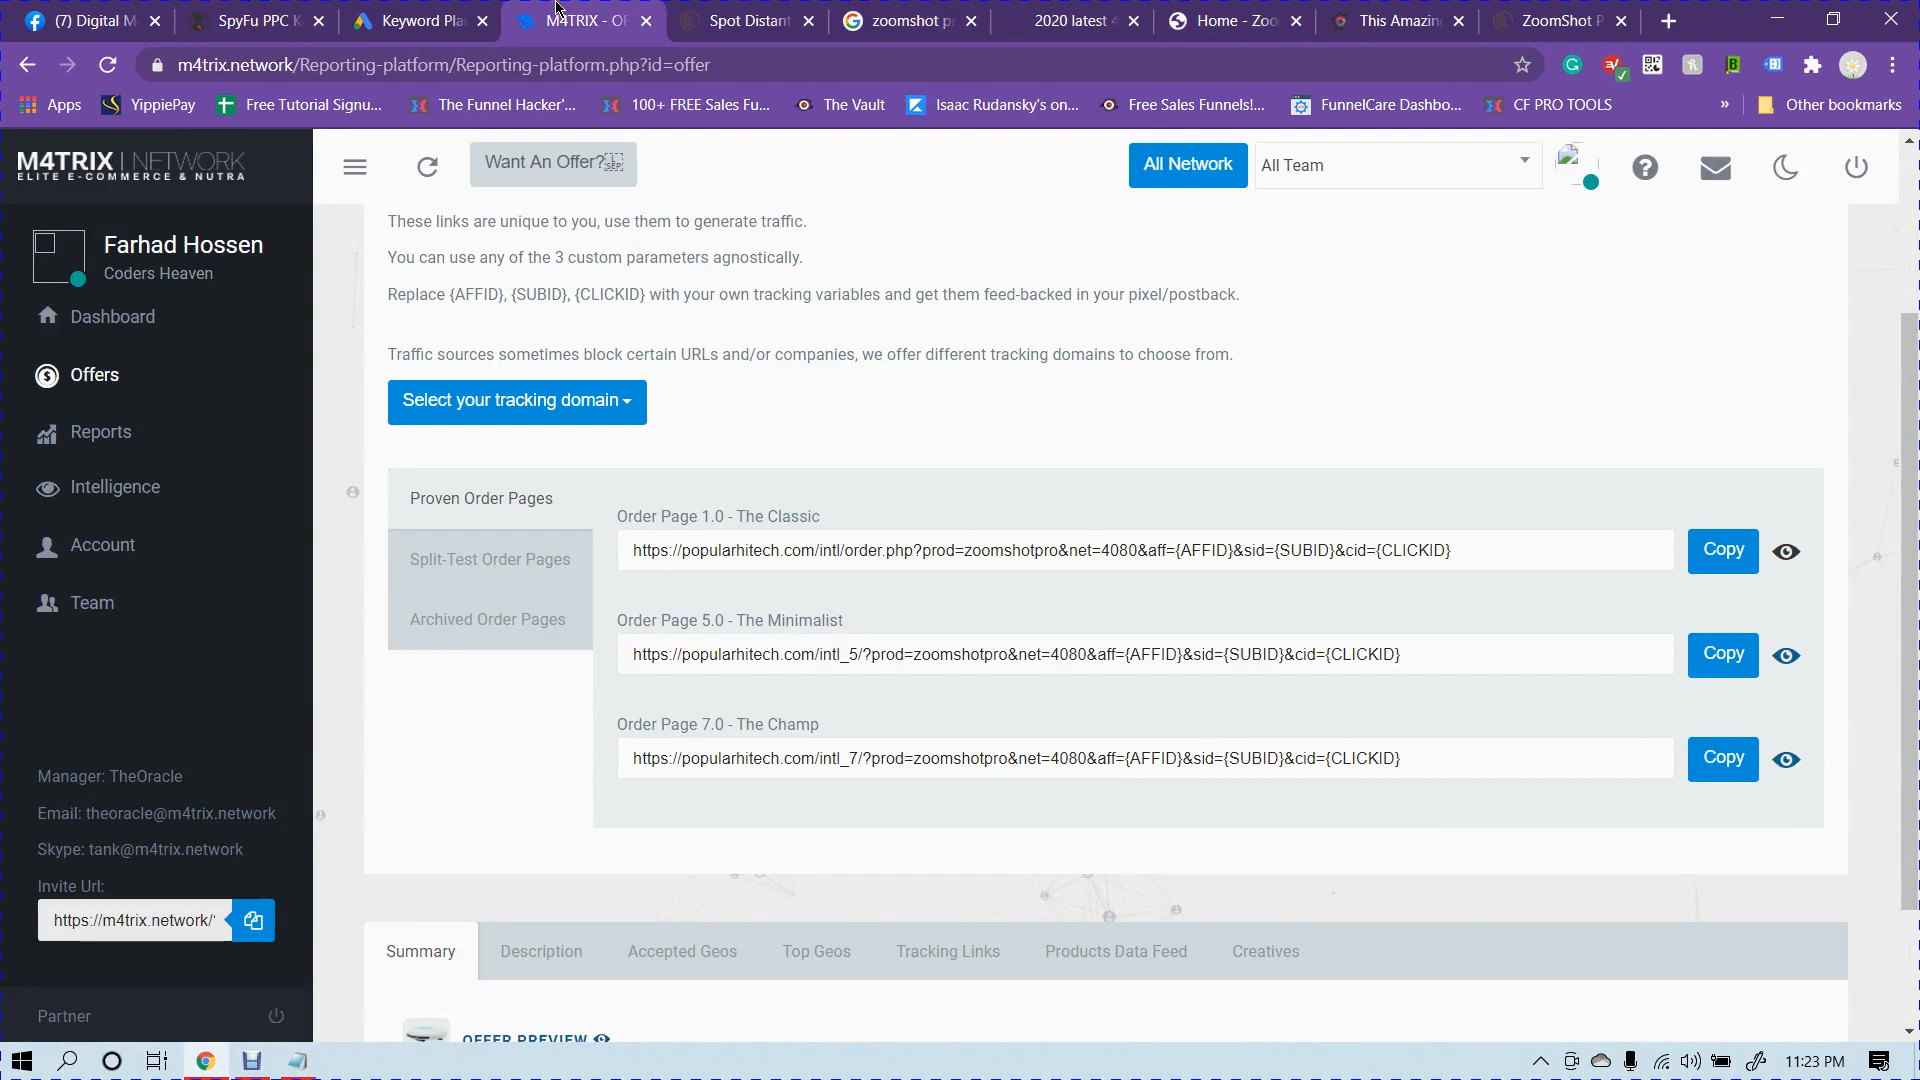 (7) Digital M
SpyFu PPC K
Keyword Pla
M4TRIX - OF
Spot Distant
zoomshot p
2020 latest 4
Home - Zoo
This Amazin
ZoomShot P
m4trix.network/Reporting-platform/Reporting-platform.php?id=offer
Apps
YippiePay
Free Tutorial Signu...
The Funnel Hacker'...
100+ FREE Sales Fu...
The Vault
Isaac Rudansky's on...
Free Sales Funnels!...
FunnelCare Dashbo...
CF PRO TOOLS
»
Other bookmarks
M4TRIX | NETWORK
ELITE E-COMMERCE & NUTRA
Want An Offer?
All Network
All Team
Farhad Hossen
Coders Heaven
Dashboard
Offers
Reports
Intelligence
Account
Team
Manager: TheOracle
Email: theoracle@m4trix.network
Skype: tank@m4trix.network
Invite Url:
https://m4trix.network/
Partner
These links are unique to you, use them to generate traffic.
You can use any of the 3 custom parameters agnostically.
Replace {AFFID}, {SUBID}, {CLICKID} with your own tracking variables and get them feed-backed in your pixel/postback.
Traffic sources sometimes block certain URLs and/or companies, we offer different tracking domains to choose from.
Select your tracking domain
Proven Order Pages
Split-Test Order Pages
Archived Order Pages
Order Page 1.0 - The Classic
https://popularhitech.com/intl/order.php?prod=zoomshotpro&net=4080&aff={AFFID}&sid={SUBID}&cid={CLICKID}
Copy
Order Page 5.0 - The Minimalist
https://popularhitech.com/intl_5/?prod=zoomshotpro&net=4080&aff={AFFID}&sid={SUBID}&cid={CLICKID}
Copy
Order Page 7.0 - The Champ
https://popularhitech.com/intl_7/?prod=zoomshotpro&net=4080&aff={AFFID}&sid={SUBID}&cid={CLICKID}
Copy
Summary
Description
Accepted Geos
Top Geos
Tracking Links
Products Data Feed
Creatives
OFFER PREVIEW
11:23 PM